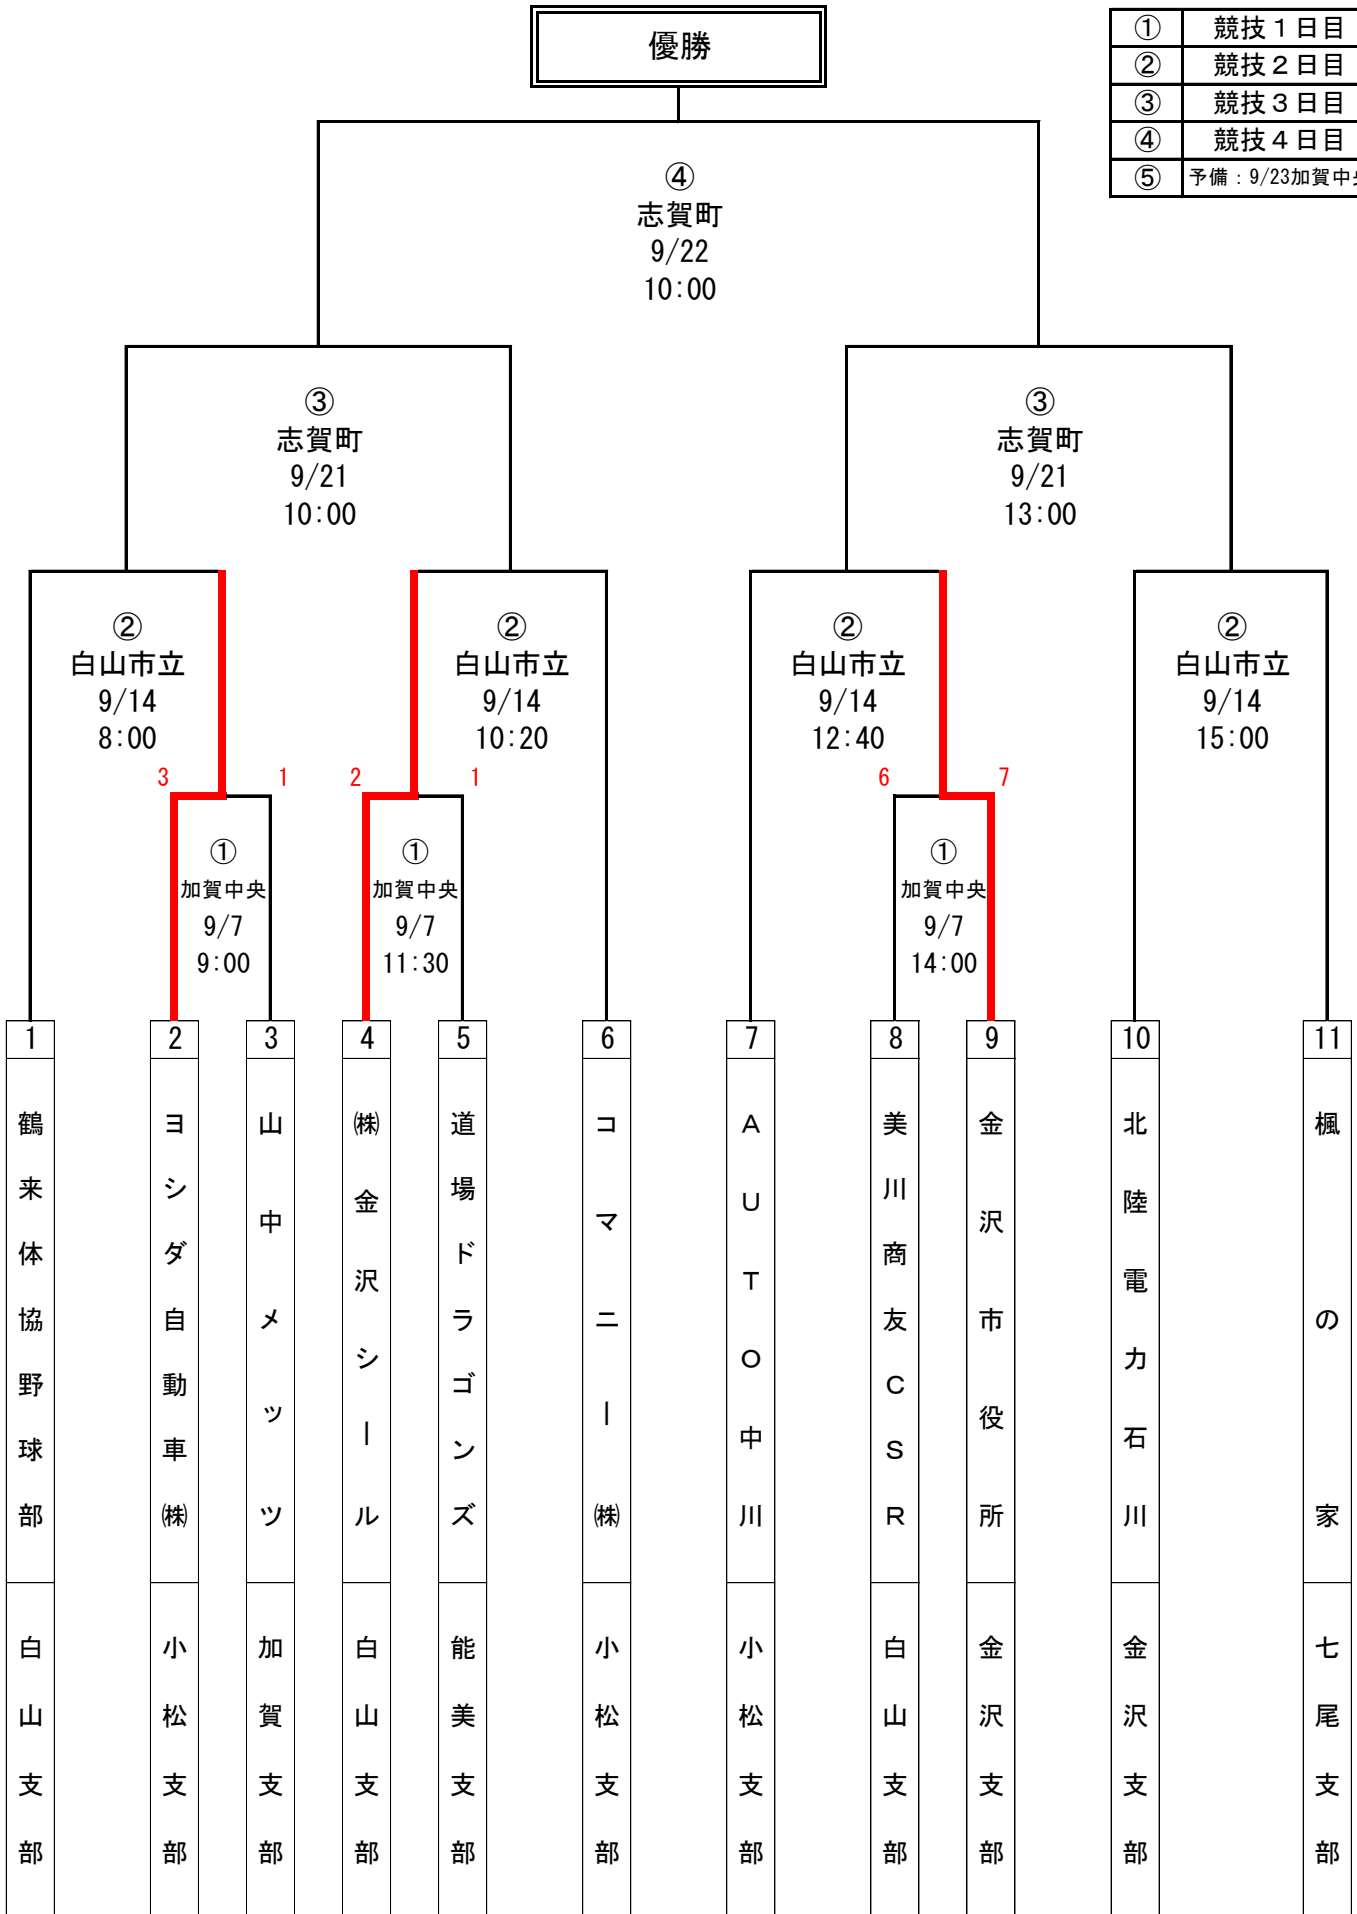 優勝
① 競技１日目
② 競技２日目
③ 競技３日目
④ 競技４日目
⑤ 予備：9/23加賀中
④
志賀町
9/22
10:00
③
志賀町
9/21
10:00
③
志賀町
9/21
13:00
②
白山市立
9/14
8:00
②
白山市立
9/14
10:20
②
白山市立
9/14
12:40
②
白山市立
9/14
15:00
3 1 2 1 6 7
①
加賀中央
9/7
9:00
①
加賀中央
9/7
11:30
①
加賀中央
9/7
14:00
1
鶴来体協野球部
白山支部
2
ヨシダ自動車㈱
小松支部
3
山中メッツ
加賀支部
4
㈱金沢シール
白山支部
5
道場ドラゴンズ
能美支部
6
コマニー㈱
小松支部
7
ＡＵＴＯ中川
小松支部
8
美川商友ＣＳＲ
白山支部
9
金沢市役所
金沢支部
10
北陸電力石川
金沢支部
11
楓の家
七尾支部